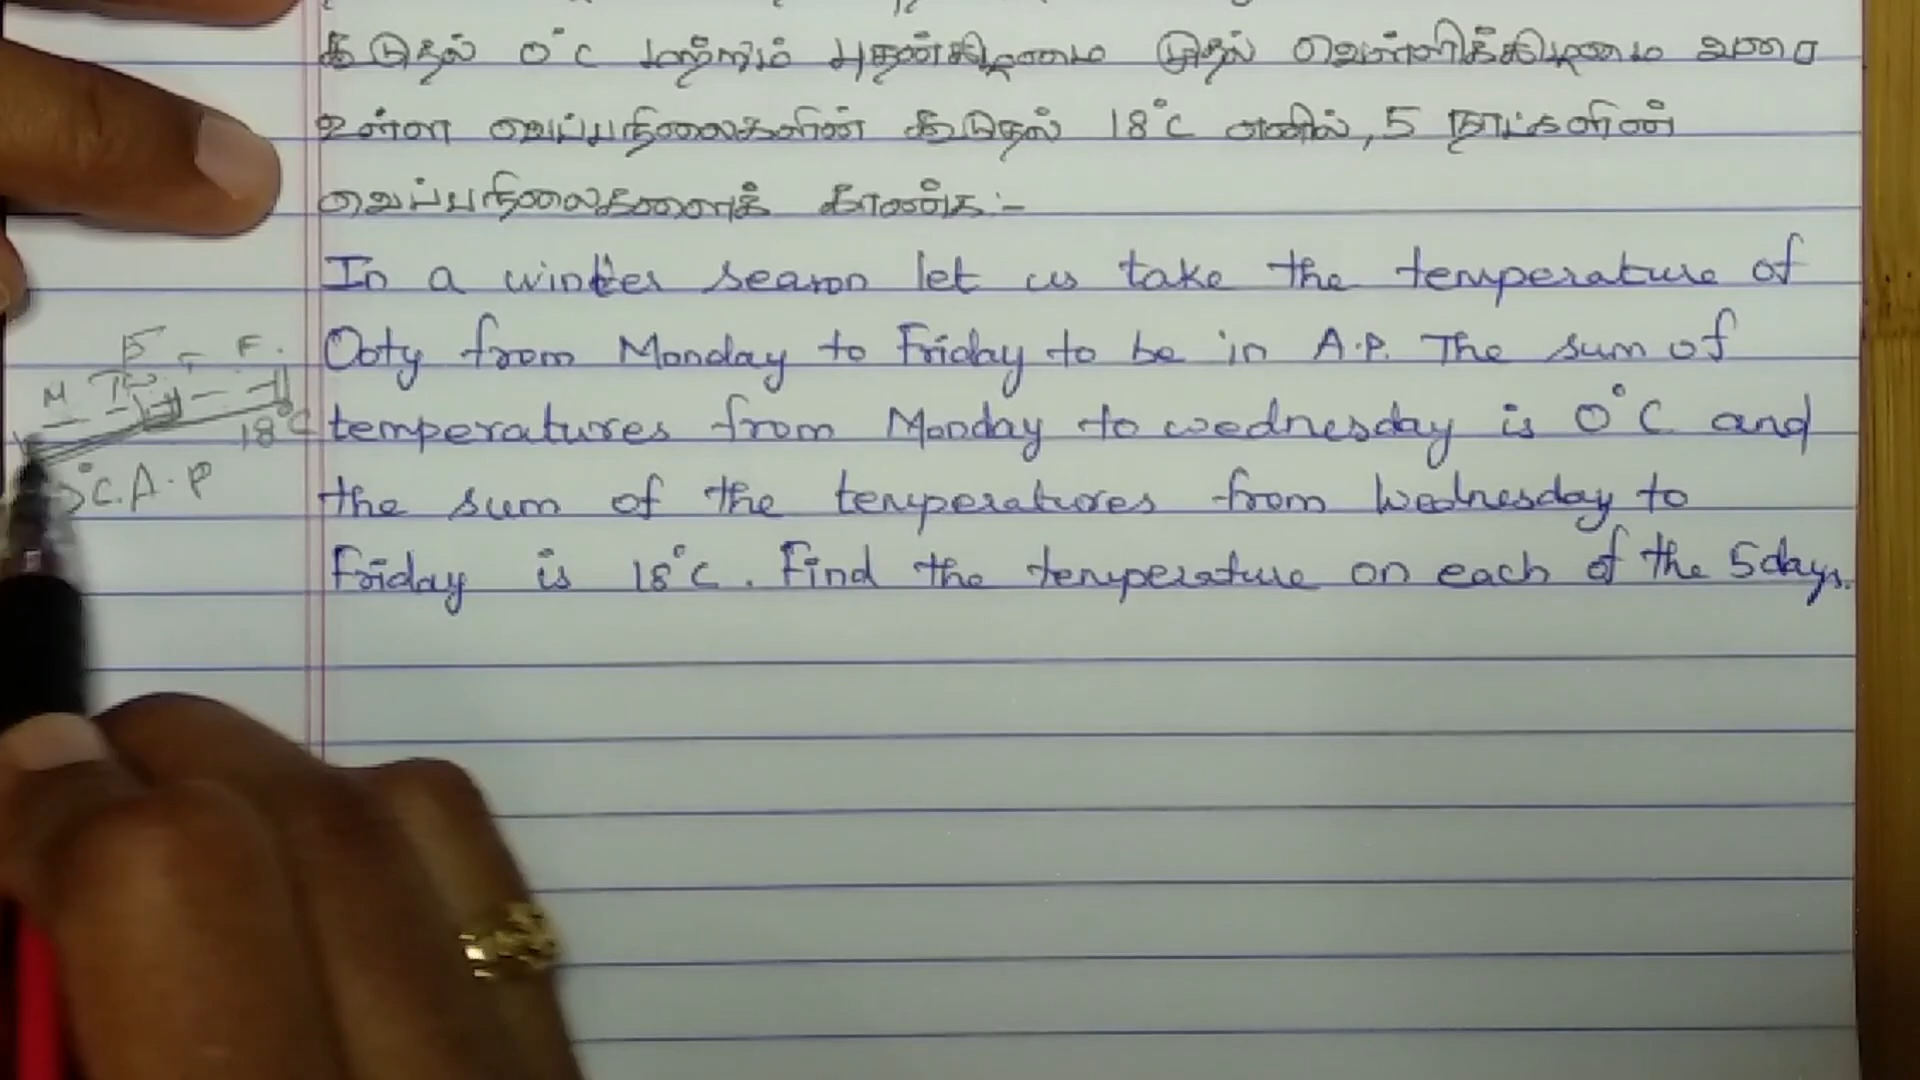 கூடுதல் 0°C மற்றும் புதன்கிழமை முதல் வெள்ளிக்கிழமை வரை
உள்ள வெப்பநிலைகளின் கூடுதல் 18°C எனில், 5 நாட்களின்
வெப்பநிலைகளைக் காண்க:-
In a winter season let us take the temperature of
Ooty from Monday to Friday to be in A.P. The sum of
temperatures from Monday to wednesday is 0°C and
the sum of the temperatures from Wednesday to
Friday is 18°C. Find the temperature on each of the 5days.
5
M T F.
18°C
°C. A.P